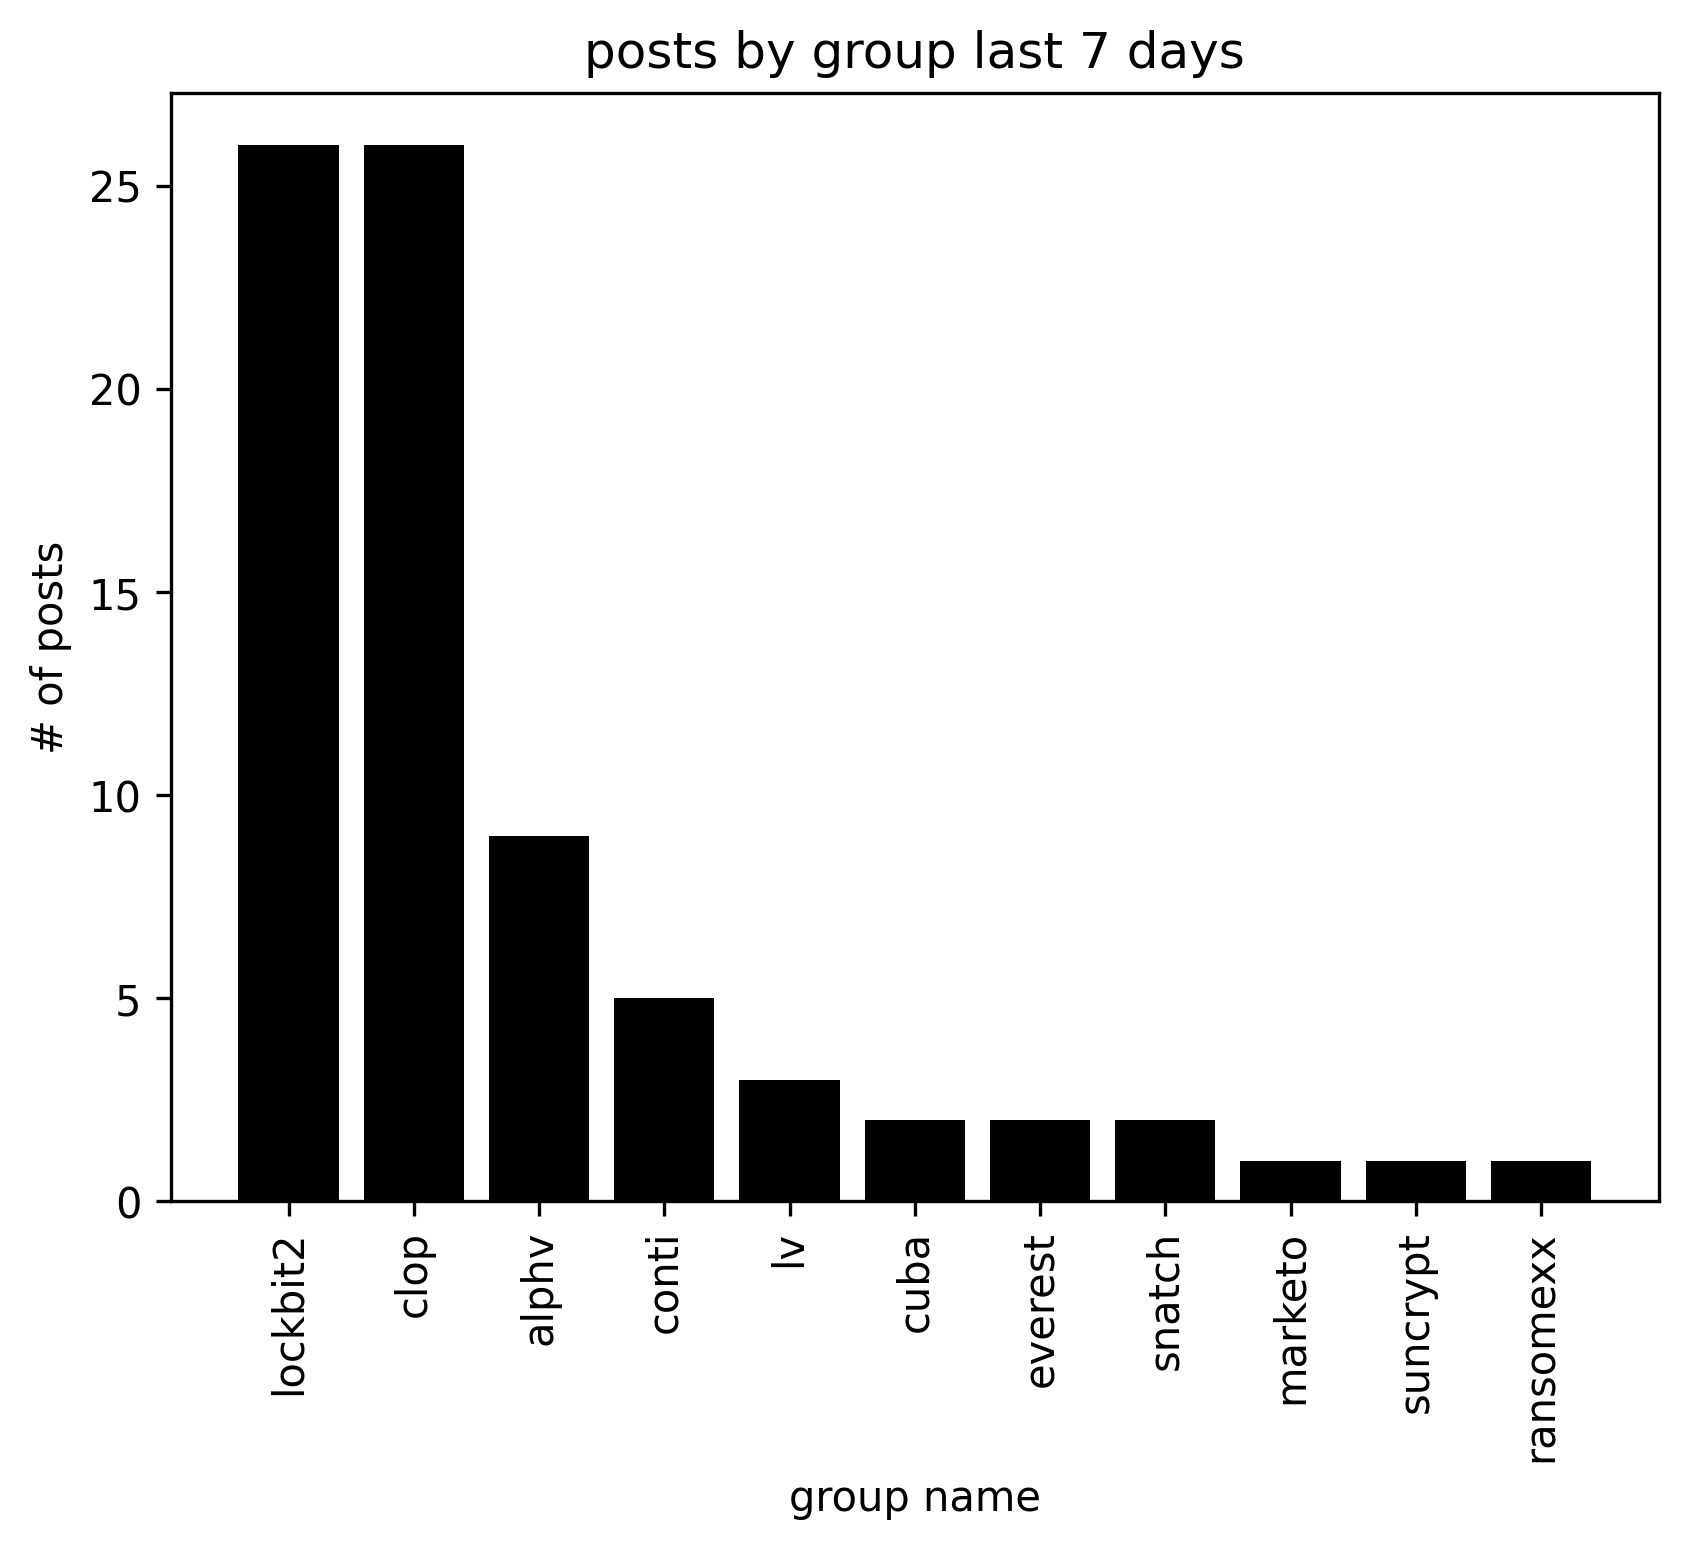 posts by group last 7 days
# of posts
25
20
15
10
5
0
lockbit2
clop
alphv
conti
lv
cuba
everest
snatch
marketo
suncrypt
ransomexx
group name